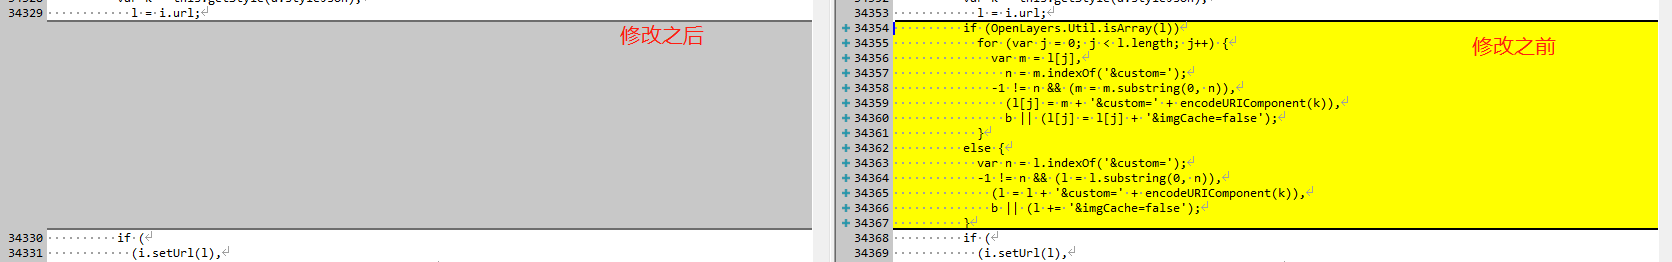 34329 l = i.url;
修改之后
34330 if (
34331 (i.setUrl(l),
34353 l = i.url;
34354 if (OpenLayers.Util.isArray(l))
34355 for (var j = 0; j < l.length; j++) {
修改之前
34356 var m = l[j],
34357 n = m.indexOf('&custom=');
34358 -1 != n && (m = m.substring(0, n)),
34359 (l[j] = m + '&custom=' + encodeURIComponent(k)),
34360 b || (l[j] = l[j] + '&imgCache=false');
34361 }
34362 else {
34363 var n = l.indexOf('&custom=');
34364 -1 != n && (l = l.substring(0, n)),
34365 (l = l + '&custom=' + encodeURIComponent(k)),
34366 b || (l += '&imgCache=false');
34367 }
34368 if (
34369 (i.setUrl(l),